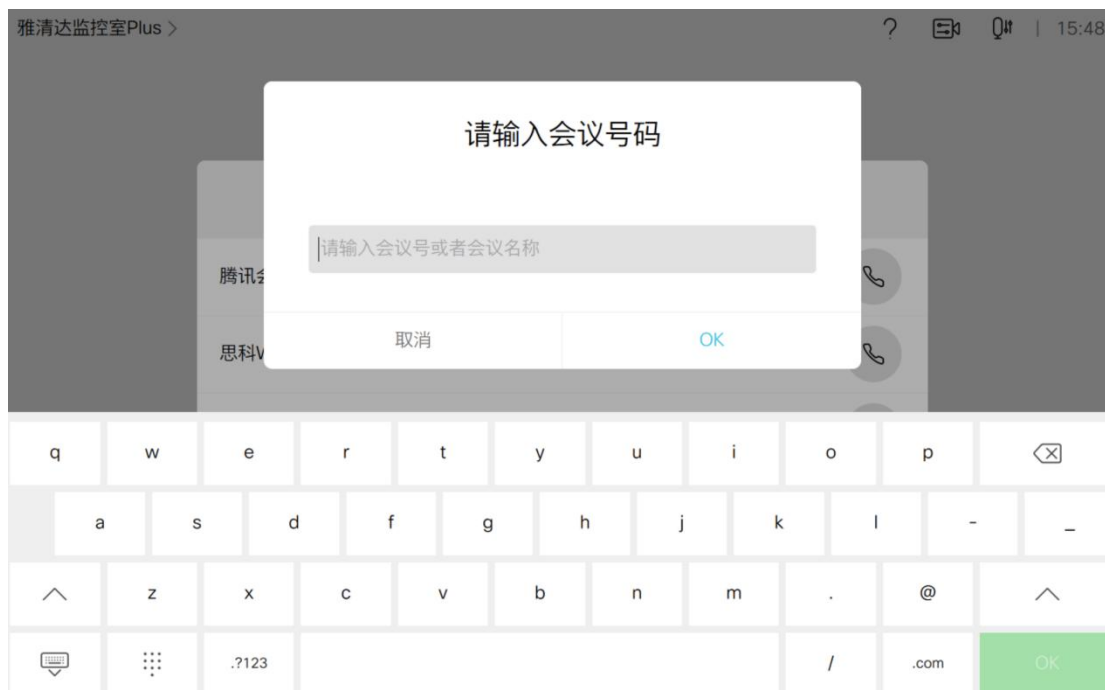 雅清达监控室Plus
15:48
请输入会议号码
请输入会议号或者会议名称
腾讯
取消 OK
思科
q w e r t y u i o p
a s d f g h j k l - _
z x c v b n m . @
.?123 / .com OK